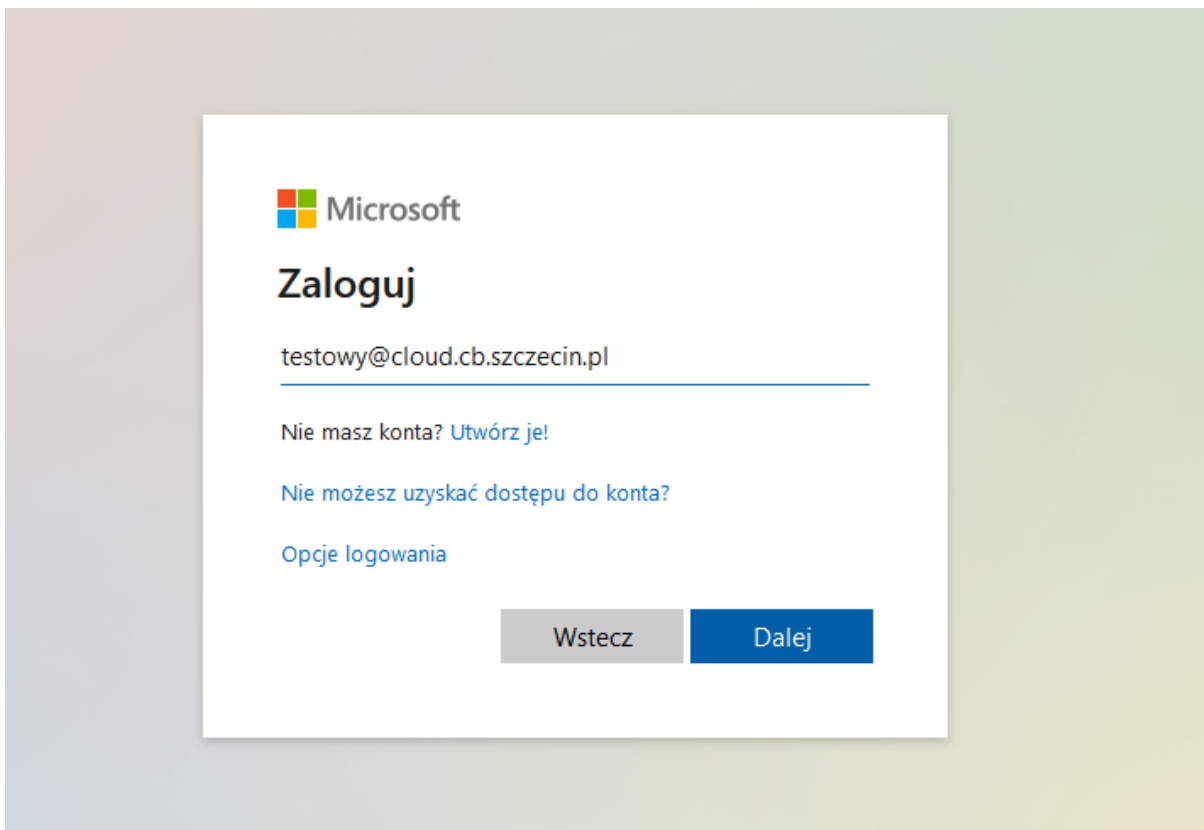 Microsoft
Zaloguj
testowy@cloud.cb.szczecin.pl
Nie masz konta? Utwórz je!
Nie możesz uzyskać dostępu do konta?
Opcje logowania
Wstecz Dalej